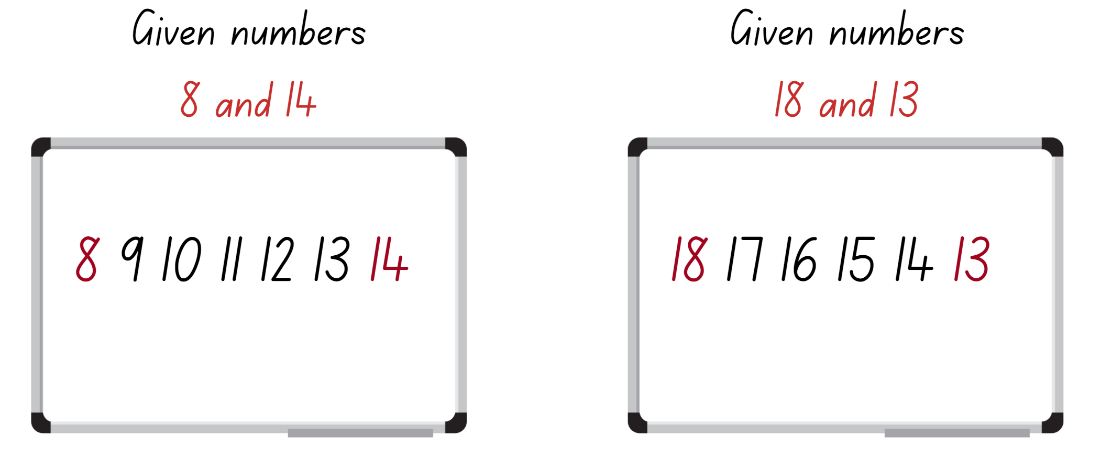 Given numbers
8 and 14
8 9 10 11 12 13 14
Given numbers
18 and 13
18 17 16 15 14 13